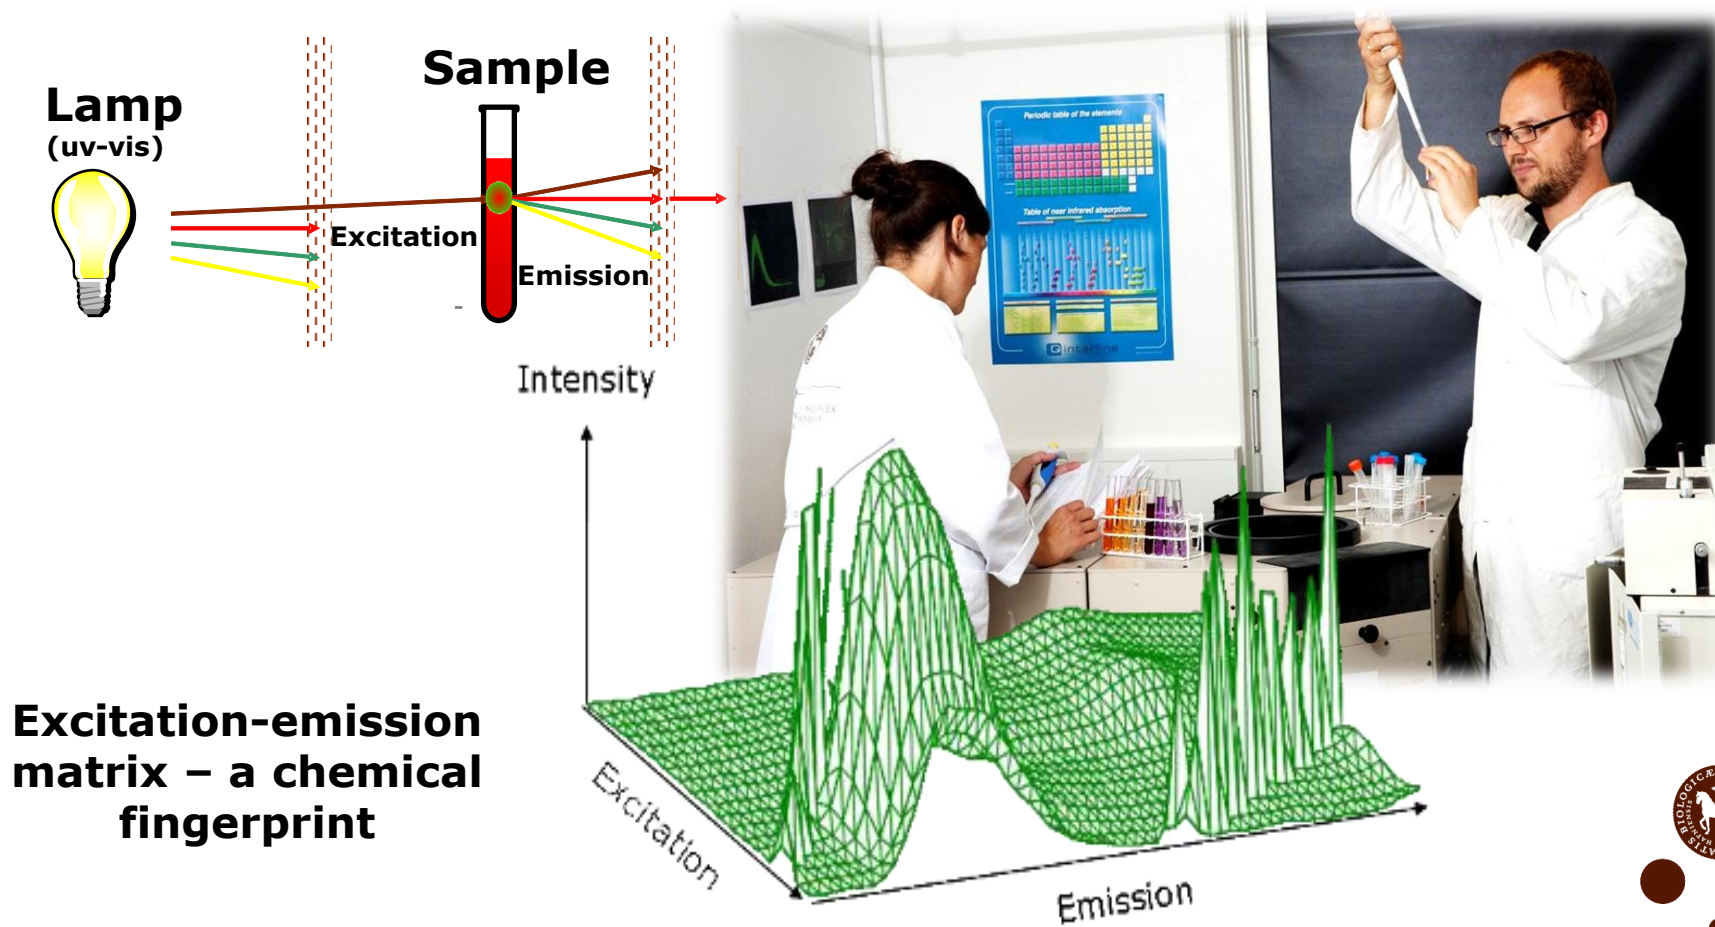 Sample
Lamp
(uv-vis)
Excitation
Emission
Periodic table of the elements
Table of near infrared absorption
interline
Intensity
Excitation-emission
matrix – a chemical
fingerprint
Excitation
Emission